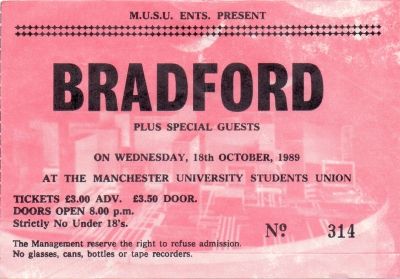 M.U.S.U. ENTS. PRESENT
BRADFORD
PLUS SPECIAL GUESTS
ON WEDNESDAY, 18th OCTOBER, 1989
AT THE MANCHESTER UNIVERSITY STUDENTS UNION
TICKETS £3.00 ADV. £3.50 DOOR.
DOORS OPEN 8.00 p.m.
Strictly No Under 18's.
Nº 314
The Management reserve the right to refuse admission.
No glasses, cans, bottles or tape recorders.